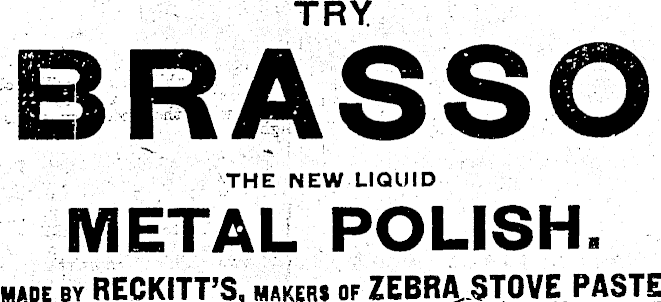 TRY
BRASSO
THE NEW LIQUID
METAL POLISH.
MADE BY RECKITT'S, MAKERS OF ZEBRA STOVE PASTE